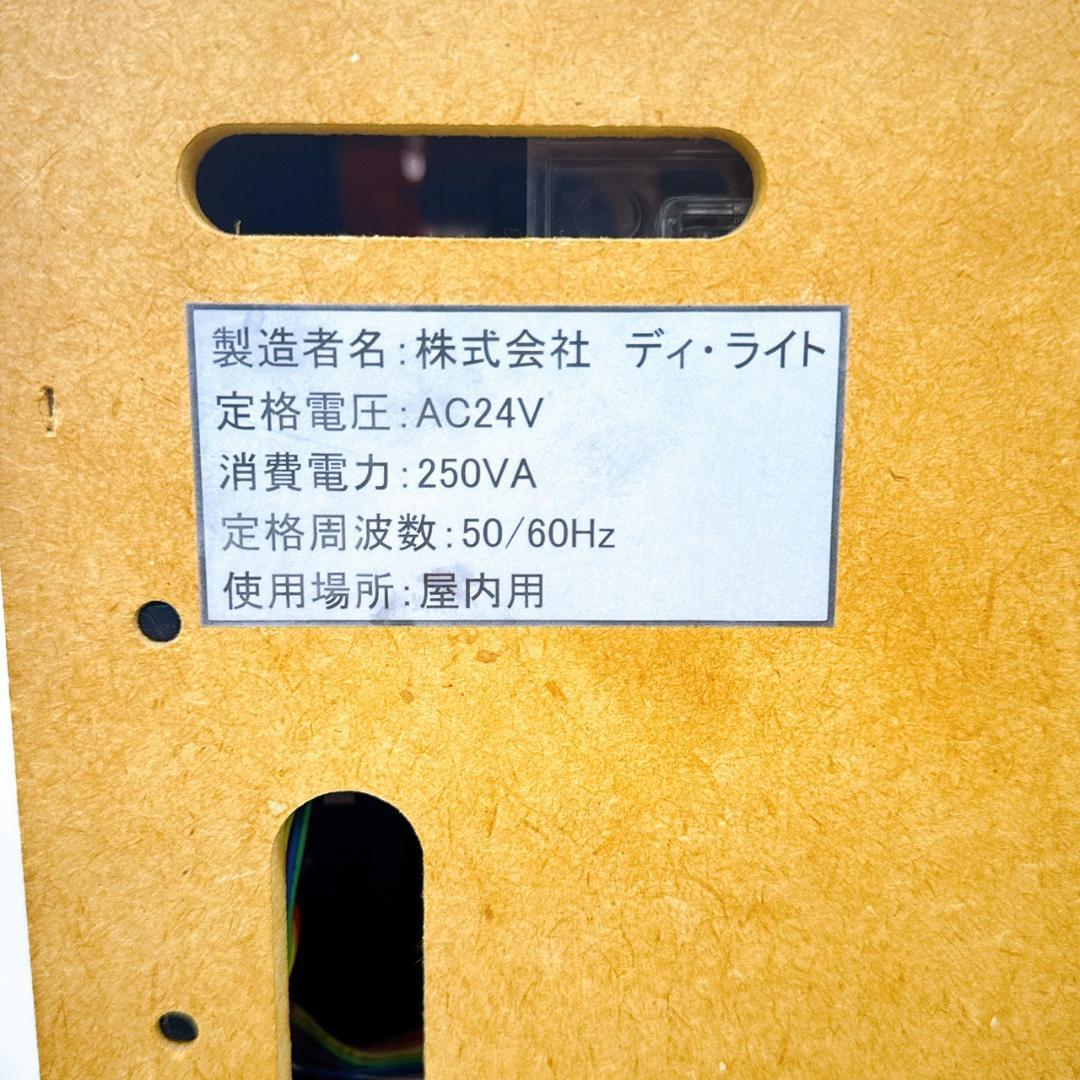 製造者名:株式会社　ディ・ライト
定格電圧:AC24V
消費電力:250VA
定格周波数:50/60Hz
使用場所:屋内用